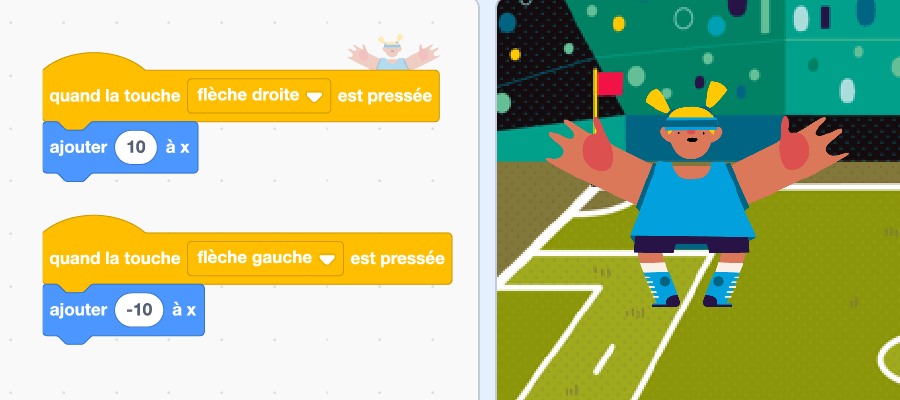 quand la touche flèche droite est pressée
ajouter 10 à x
quand la touche flèche gauche est pressée
ajouter -10 à x